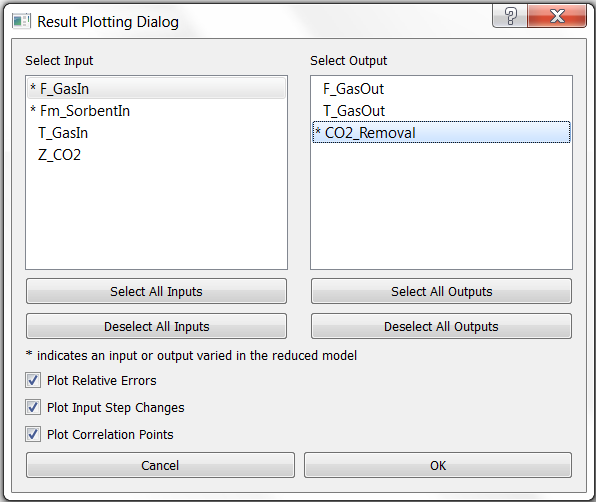 Result Plotting Dialog
Select Input
Select Output
* F_GasIn
* Fm_SorbentIn
T_GasIn
Z_CO2
F_GasOut
T_GasOut
* CO2_Removal
Select All Inputs
Select All Outputs
Deselect All Inputs
Deselect All Outputs
* indicates an input or output varied in the reduced model
Plot Relative Errors
Plot Input Step Changes
Plot Correlation Points
Cancel
OK